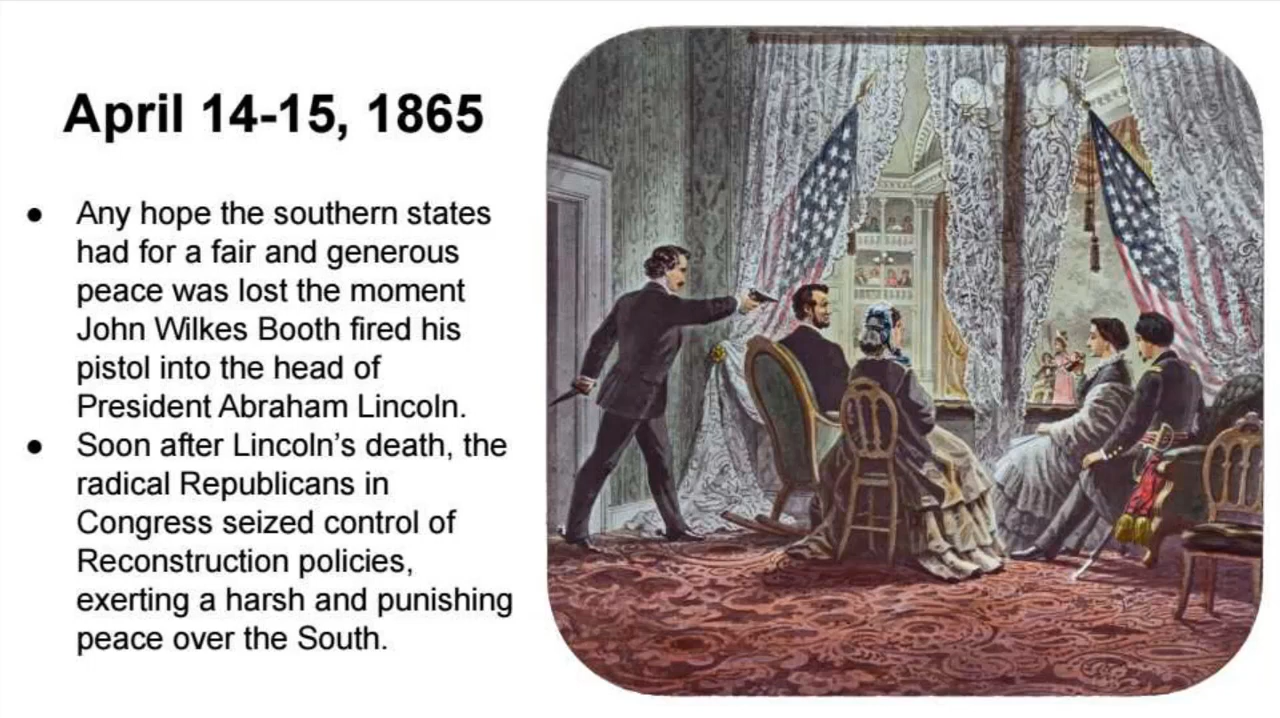 April 14-15, 1865
● Any hope the southern states
had for a fair and generous
peace was lost the moment
John Wilkes Booth fired his
pistol into the head of
President Abraham Lincoln.
● Soon after Lincoln’s death, the
radical Republicans in
Congress seized control of
Reconstruction policies,
exerting a harsh and punishing
peace over the South.